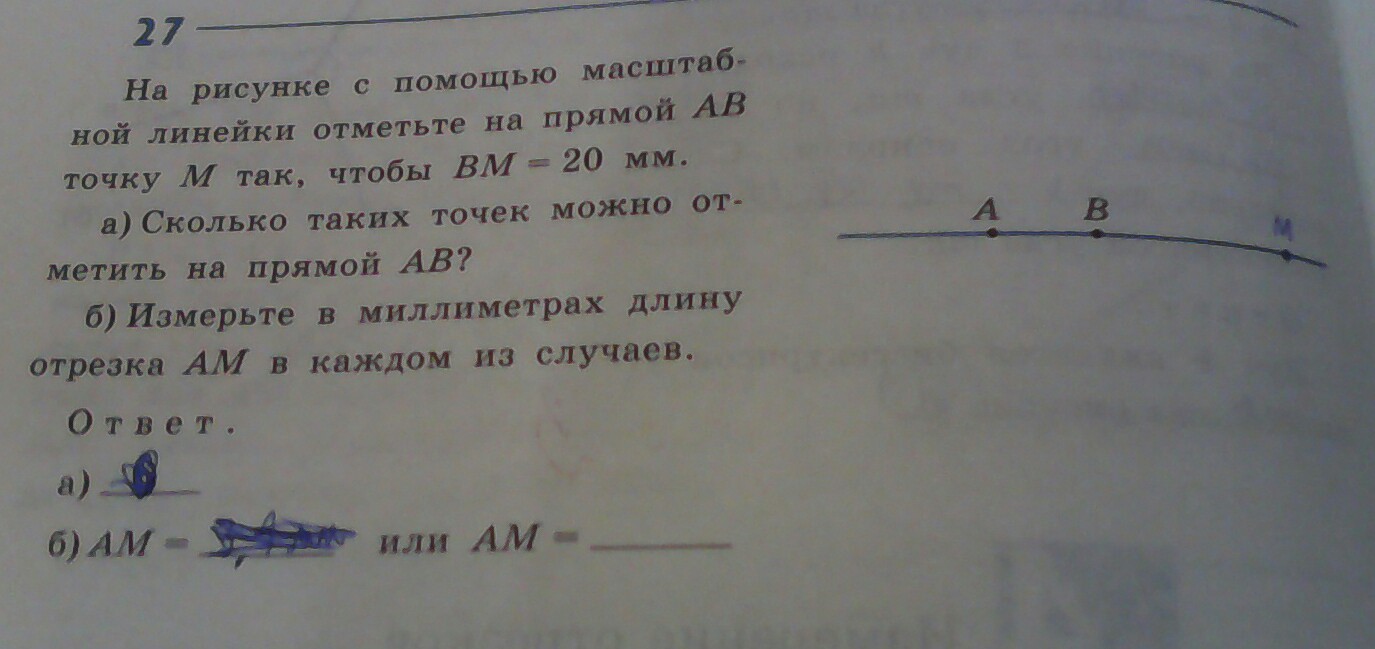 27
На рисунке с помощью масштаб-
ной линейки отметьте на прямой AB
точку M так, чтобы BM = 20 мм.
а) Сколько таких точек можно от-
метить на прямой AB?
б) Измерьте в миллиметрах длину
отрезка AM в каждом из случаев.
Ответ.
а)
б) AM = или AM =
A B M